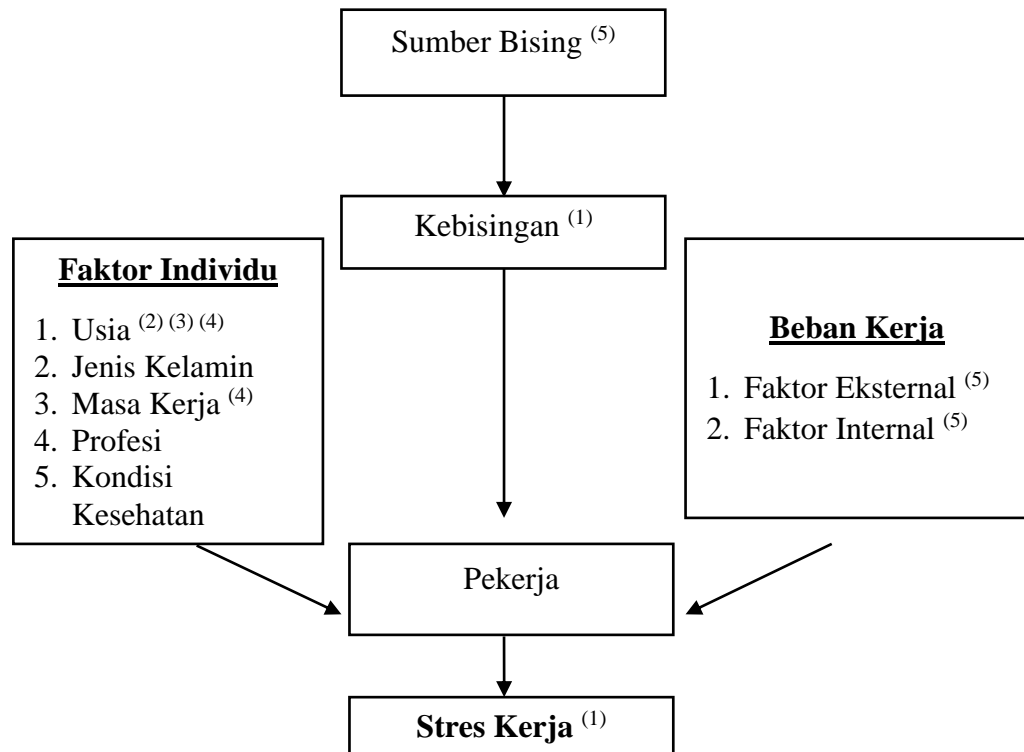 Sumber Bising (5)
Kebisingan (1)
Faktor Individu
1. Usia (2) (3) (4)
2. Jenis Kelamin
3. Masa Kerja (4)
4. Profesi
5. Kondisi
Kesehatan
Beban Kerja
1. Faktor Eksternal (5)
2. Faktor Internal (5)
Pekerja
Stres Kerja (1)